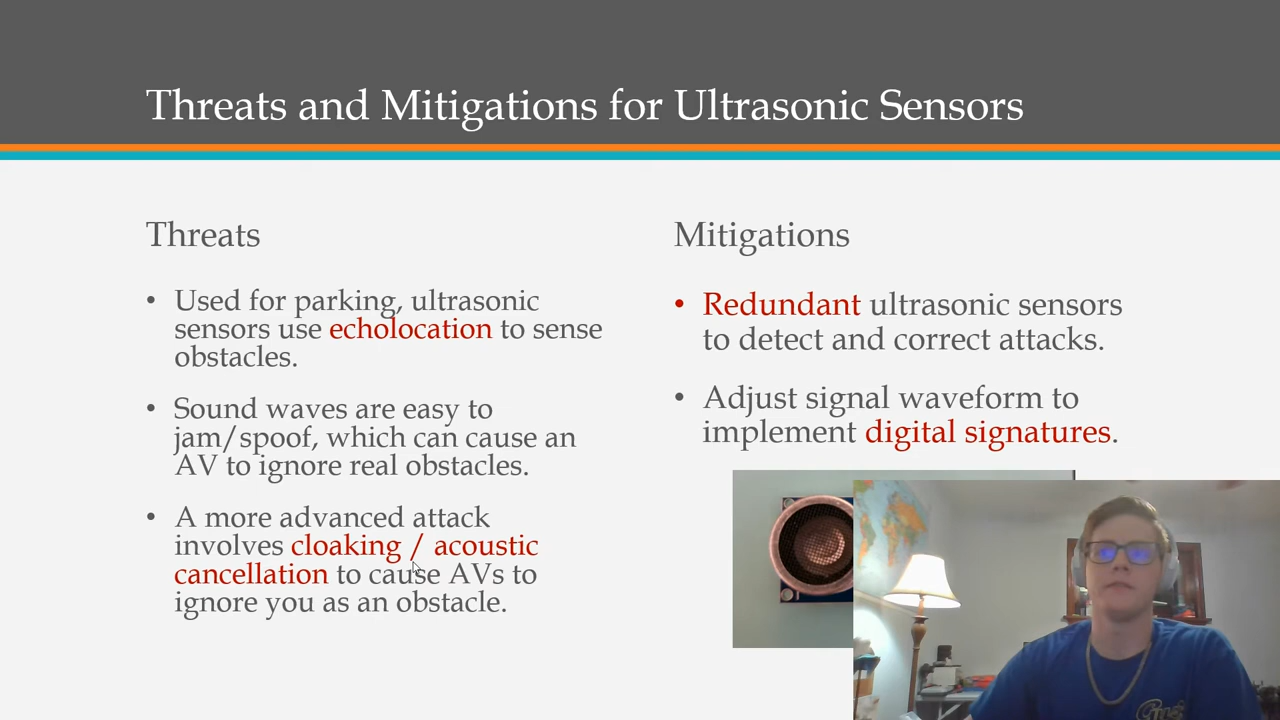 Threats and Mitigations for Ultrasonic Sensors
Threats
• Used for parking, ultrasonic
sensors use echolocation to sense
obstacles.
• Sound waves are easy to
jam/spoof, which can cause an
AV to ignore real obstacles.
• A more advanced attack
involves cloaking / acoustic
cancellation to cause AVs to
ignore you as an obstacle.
Mitigations
• Redundant ultrasonic sensors
to detect and correct attacks.
• Adjust signal waveform to
implement digital signatures.